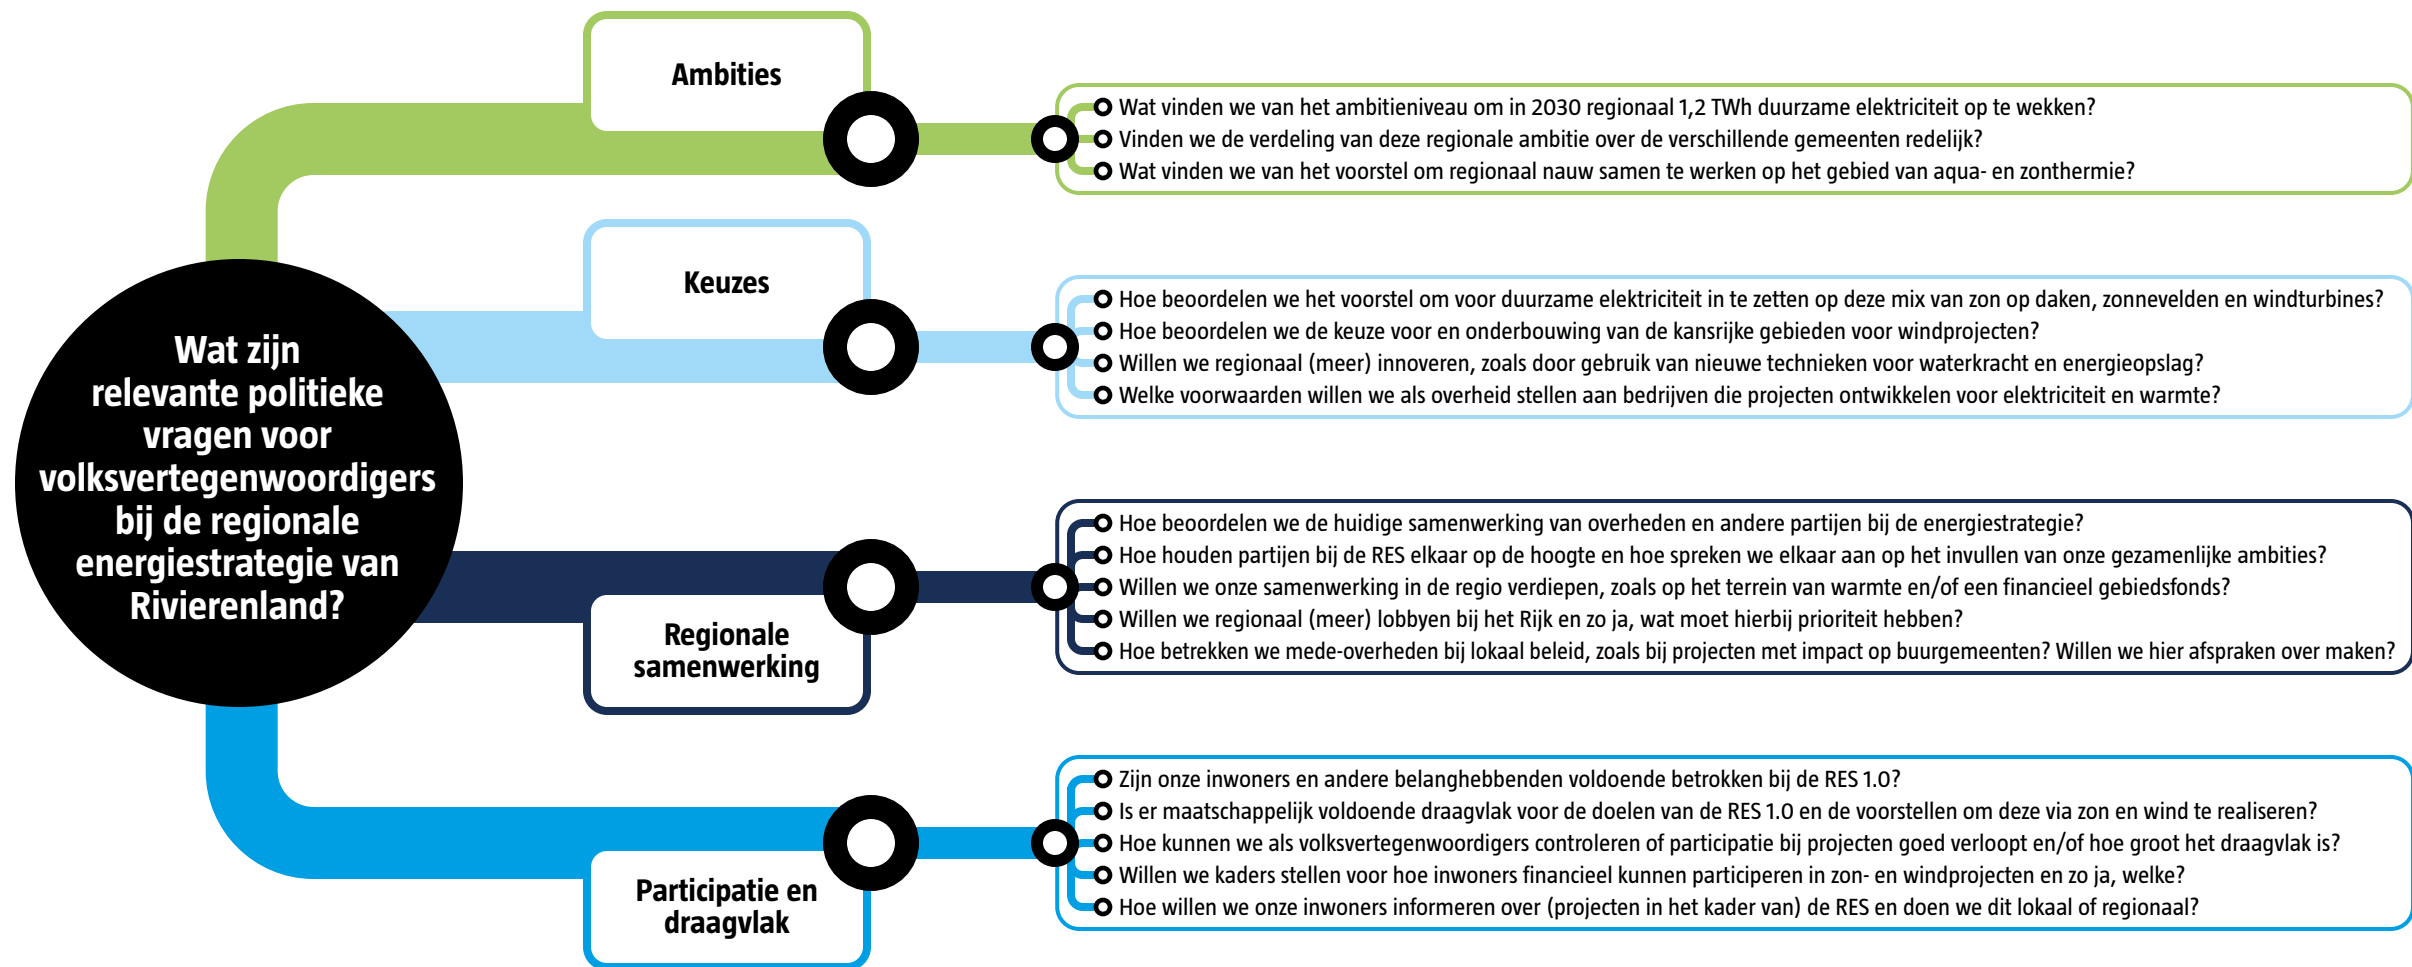 Wat zijn
relevante politieke
vragen voor
volksvertegenwoordigers
bij de regionale
energiestrategie van
Rivierenland?
Ambities
Wat vinden we van het ambitieniveau om in 2030 regionaal 1,2 TWh duurzame elektriciteit op te wekken?
Vinden we de verdeling van deze regionale ambitie over de verschillende gemeenten redelijk?
Wat vinden we van het voorstel om regionaal nauw samen te werken op het gebied van aqua- en zonthermie?
Keuzes
Hoe beoordelen we het voorstel om voor duurzame elektriciteit in te zetten op deze mix van zon op daken, zonnevelden en windturbines?
Hoe beoordelen we de keuze voor en onderbouwing van de kansrijke gebieden voor windprojecten?
Willen we regionaal (meer) innoveren, zoals door gebruik van nieuwe technieken voor waterkracht en energieopslag?
Welke voorwaarden willen we als overheid stellen aan bedrijven die projecten ontwikkelen voor elektriciteit en warmte?
Regionale
samenwerking
Hoe beoordelen we de huidige samenwerking van overheden en andere partijen bij de energiestrategie?
Hoe houden partijen bij de RES elkaar op de hoogte en hoe spreken we elkaar aan op het invullen van onze gezamenlijke ambities?
Willen we onze samenwerking in de regio verdiepen, zoals op het terrein van warmte en/of een financieel gebiedsfonds?
Willen we regionaal (meer) lobbyen bij het Rijk en zo ja, wat moet hierbij prioriteit hebben?
Hoe betrekken we mede-overheden bij lokaal beleid, zoals bij projecten met impact op buurgemeenten? Willen we hier afspraken over maken?
Participatie en
draagvlak
Zijn onze inwoners en andere belanghebbenden voldoende betrokken bij de RES 1.0?
Is er maatschappelijk voldoende draagvlak voor de doelen van de RES 1.0 en de voorstellen om deze via zon en wind te realiseren?
Hoe kunnen we als volksvertegenwoordigers controleren of participatie bij projecten goed verloopt en/of hoe groot het draagvlak is?
Willen we kaders stellen voor hoe inwoners financieel kunnen participeren in zon- en windprojecten en zo ja, welke?
Hoe willen we onze inwoners informeren over (projecten in het kader van) de RES en doen we dit lokaal of regionaal?